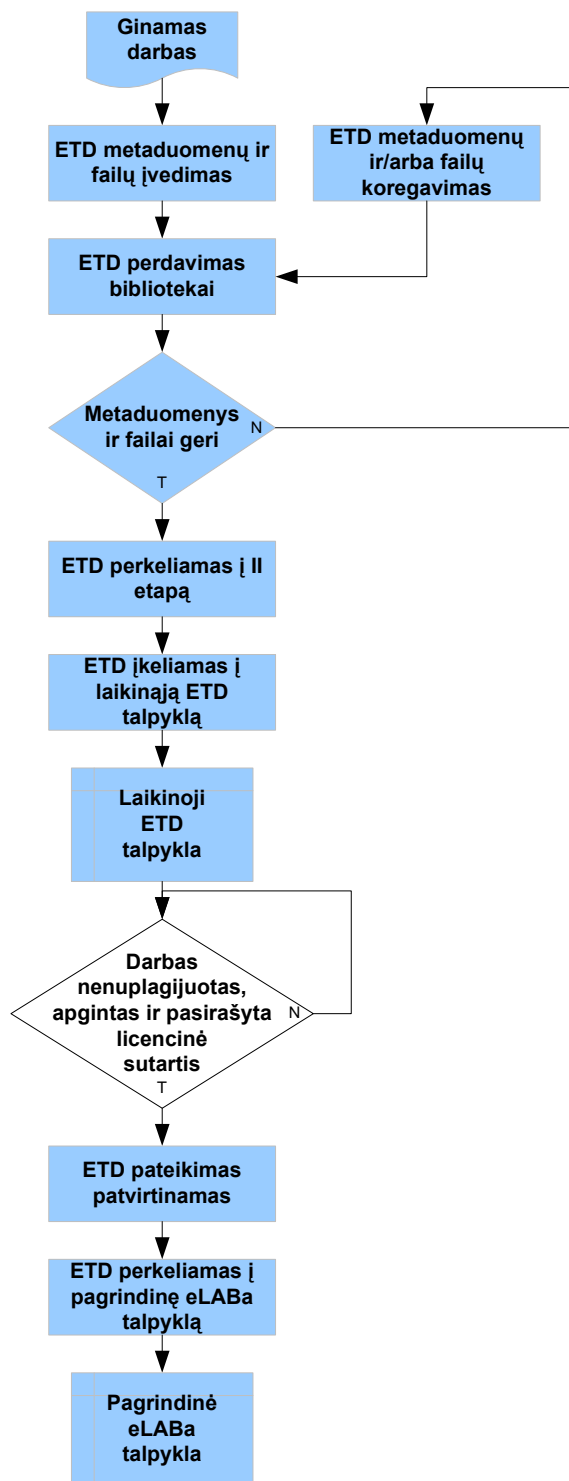 Ginamas
darbas
ETD metaduomenų ir
failų įvedimas
ETD metaduomenų
ir/arba failų
koregavimas
ETD perdavimas
bibliotekai
Metaduomenys
ir failai geri
N
T
ETD perkeliamas į II
etapą
ETD įkeliamas į
laikinąją ETD
talpyklą
Laikinoji
ETD
talpykla
Darbas
nenuplagijuotas,
apgintas ir pasirašyta
licencinė
sutartis
N
T
ETD pateikimas
patvirtinamas
ETD perkeliamas į
pagrindinę eLABa
talpyklą
Pagrindinė
eLABa
talpykla